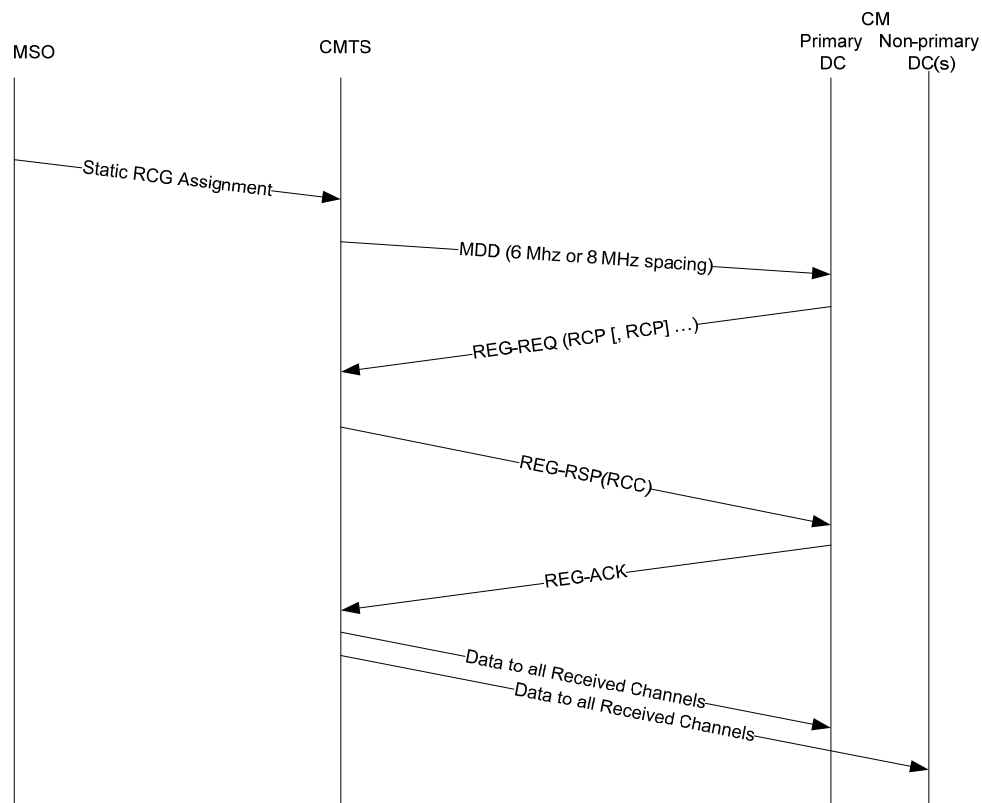 CM
MSO
CMTS
Primary
DC
Non-primary
DC(s)
Static RCG Assignment
MDD (6 Mhz or 8 MHz spacing)
REG-REQ (RCP [, RCP] …)
REG-RSP(RCC)
REG-ACK
Data to all Received Channels
Data to all Received Channels